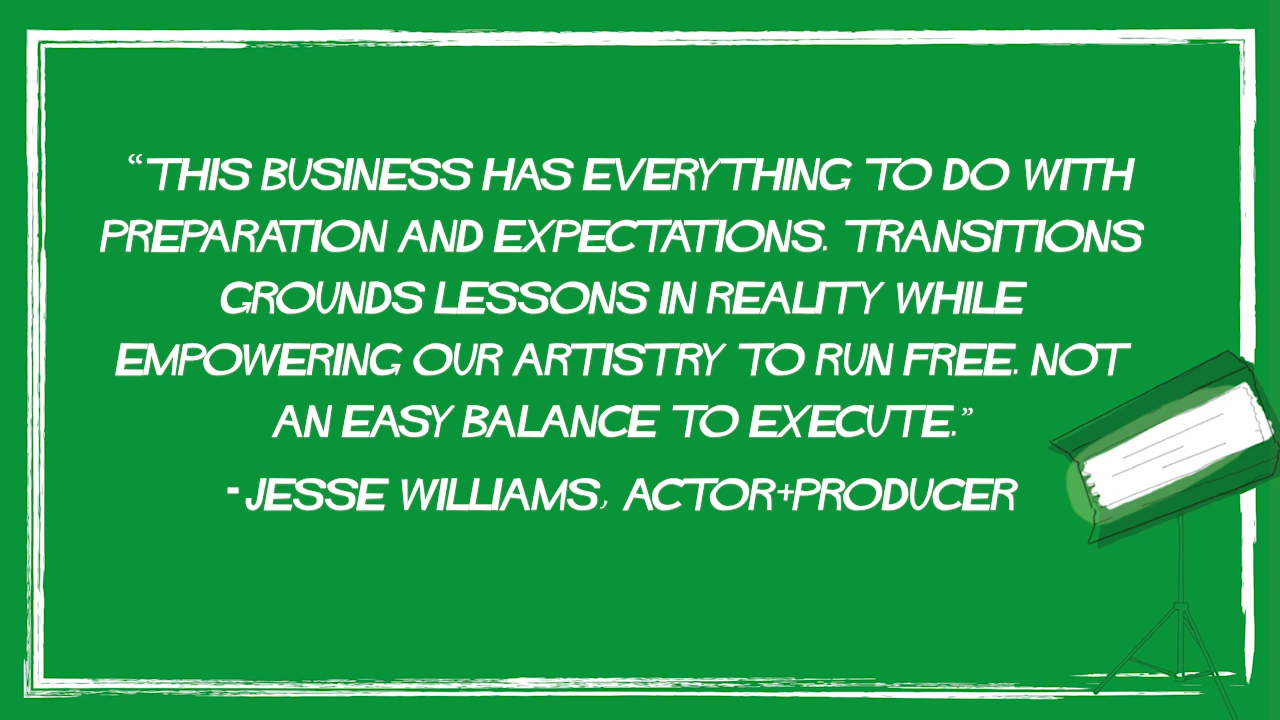 “THIS BUSINESS HAS EVERYTHING TO DO WITH
PREPARATION AND EXPECTATIONS. TRANSITIONS
GROUNDS LESSONS IN REALITY WHILE
EMPOWERING OUR ARTISTRY TO RUN FREE. NOT
AN EASY BALANCE TO EXECUTE.”
- JESSE WILLIAMS, ACTOR+PRODUCER